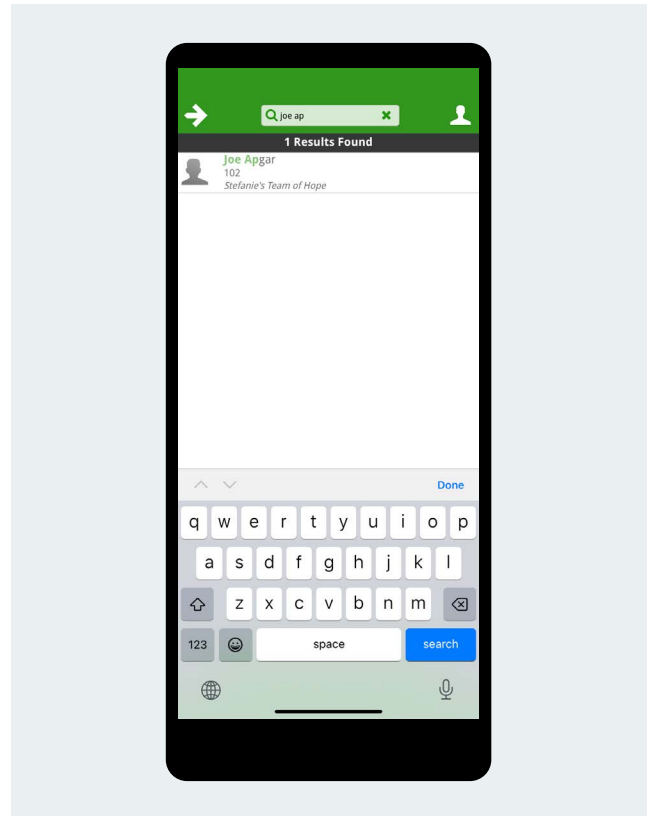 joe ap
1 Results Found
Joe Apgar
102
Stefanie's Team of Hope
Done
q w e r t y u i o p
a s d f g h j k l
z x c v b n m
123 space search